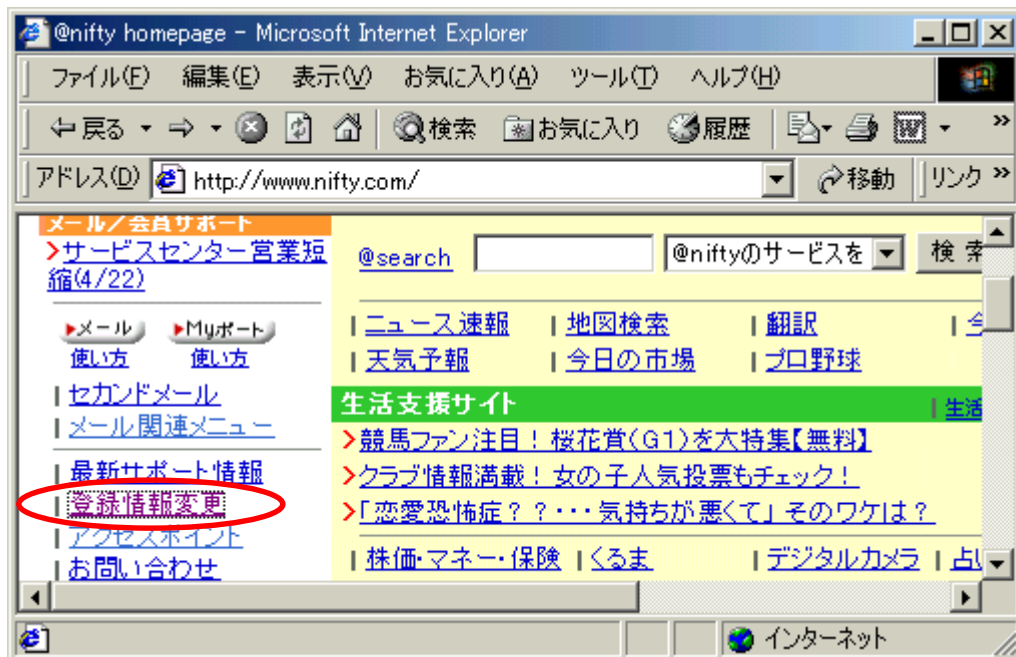 @nifty homepage - Microsoft Internet Explorer
ファイル(F) 編集(E) 表示(V) お気に入り(A) ツール(T) ヘルプ(H)
戻る 検索 お気に入り 履歴 »
アドレス(D) http://www.nifty.com/ 移動 リンク »
メール/会員サポート
>サービスセンター営業短
縮(4/22)
メール Myポート
使い方 使い方
| セカンドメール
| メール関連メニュー
| 最新サポート情報
| 登録情報変更
| アクセスポイント
| お問い合わせ
@search @niftyのサービスを 検索
| ニュース速報 | 地図検索 | 翻訳 | 今
| 天気予報 | 今日の市場 | プロ野球
生活支援サイト | 生活
>競馬ファン注目!桜花賞(G1)を大特集【無料】
>クラブ情報満載!女の子人気投票もチェック!
>「恋愛恐怖症??・・・気持ちが悪くて」そのワケは?
| 株価・マネー・保険 | くるま | デジタルカメラ | 占い
インターネット